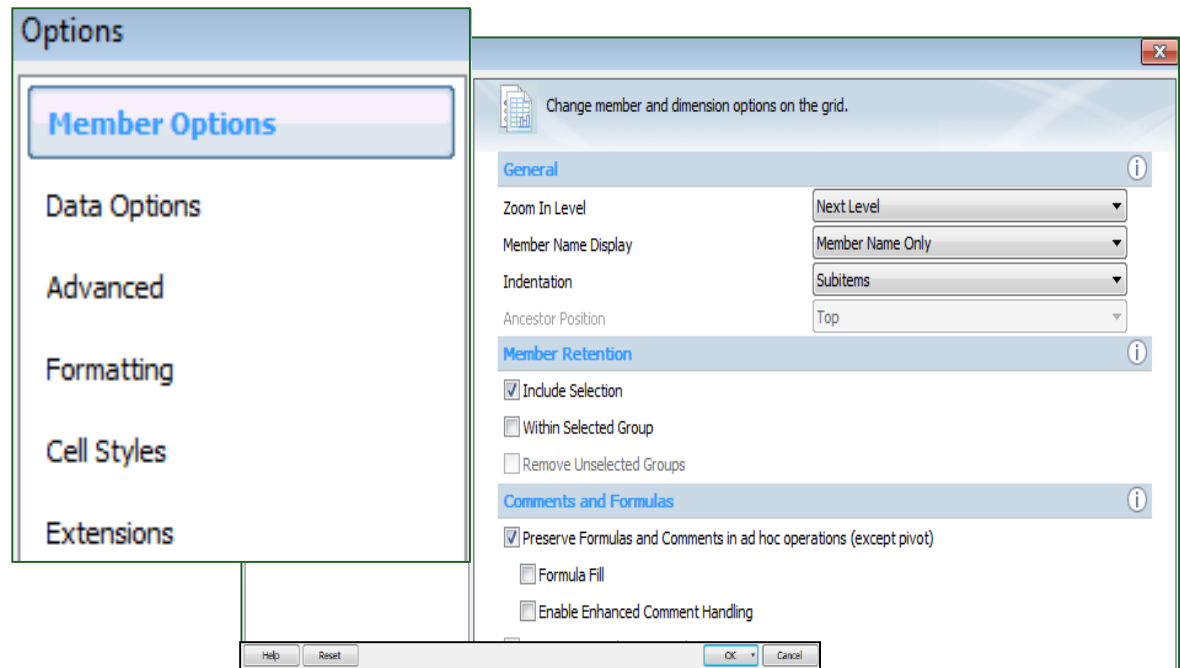 Options
Member Options
Data Options
Advanced
Formatting
Cell Styles
Extensions
Change member and dimension options on the grid.
General
Zoom In Level Next Level
Member Name Display Member Name Only
Indentation Subitems
Ancestor Position Top
Member Retention
Include Selection
Within Selected Group
Remove Unselected Groups
Comments and Formulas
Preserve Formulas and Comments in ad hoc operations (except pivot)
Formula Fill
Enable Enhanced Comment Handling
Help Reset OK Cancel